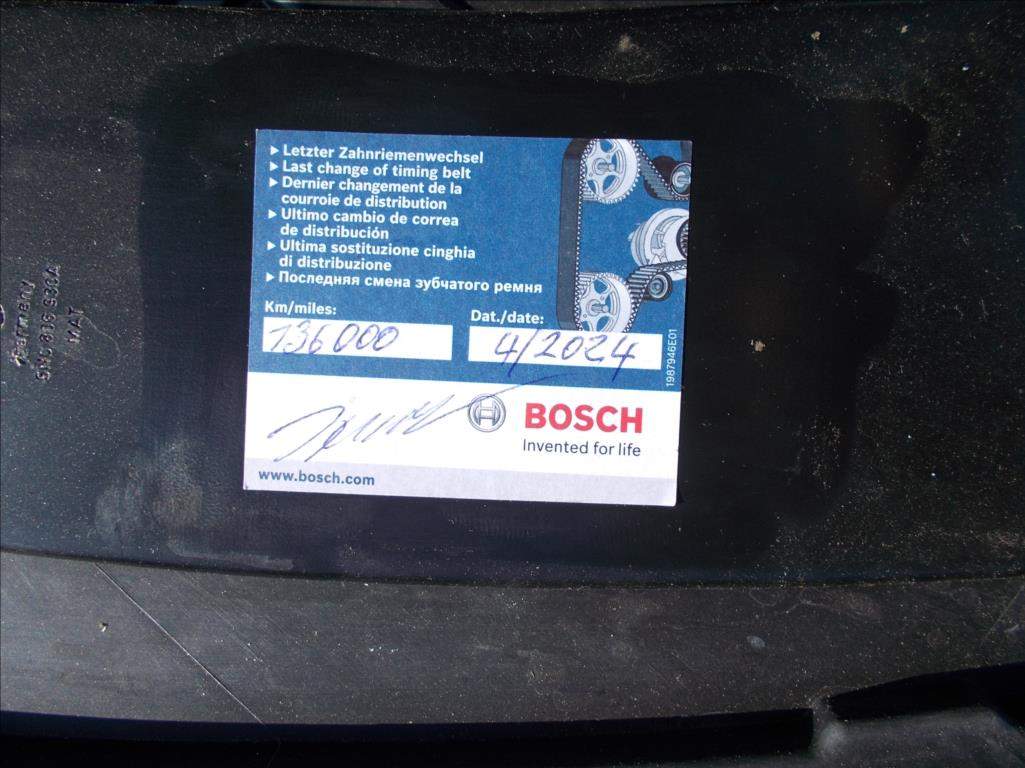 ▶ Letzter Zahnriemenwechsel
▶ Last change of timing belt
▶ Dernier changement de la
courroie de distribution
▶ Ultimo cambio de correa
de distribución
▶ Ultima sostituzione cinghia
di distribuzione
▶ Последняя смена зубчатого ремня
Km/miles:
Dat./date:
136000
4/2024
1987946E01
BOSCH
Invented for life
www.bosch.com